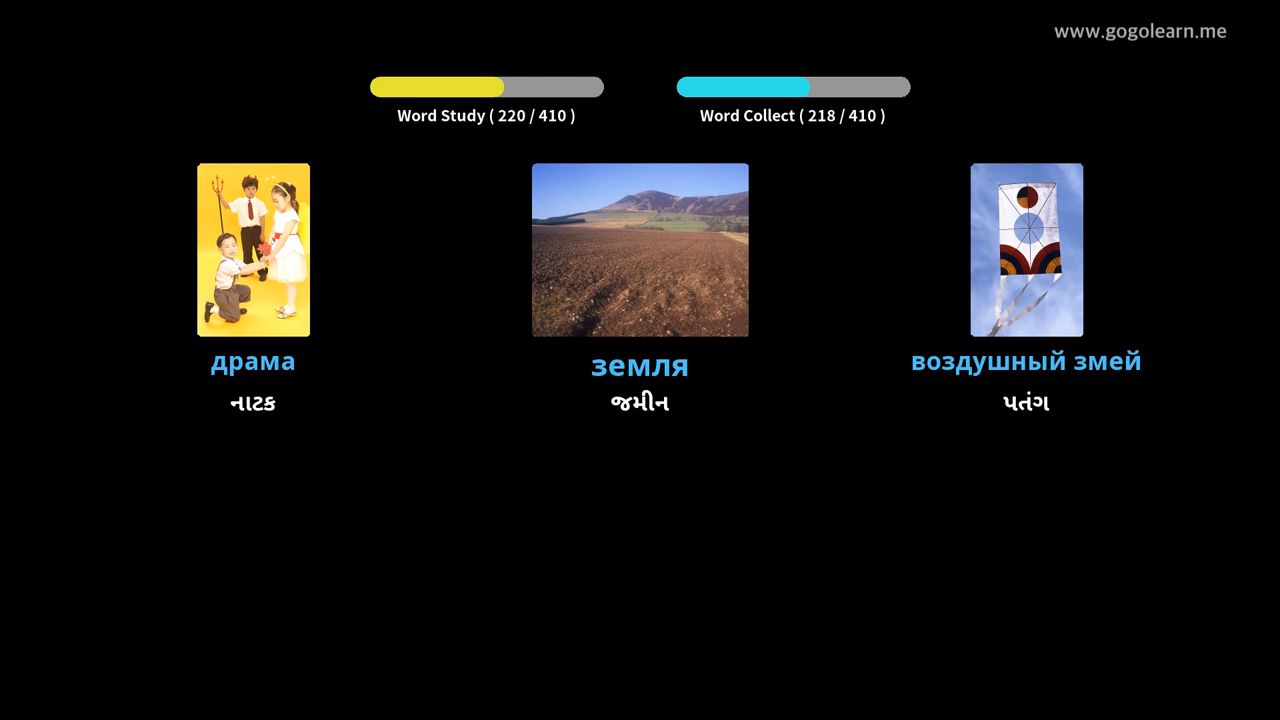 www.gogolearn.me
Word Study ( 220 / 410 )
Word Collect ( 218 / 410 )
драма
земля
воздушный змей
નાટક
જમીન
પતંગ